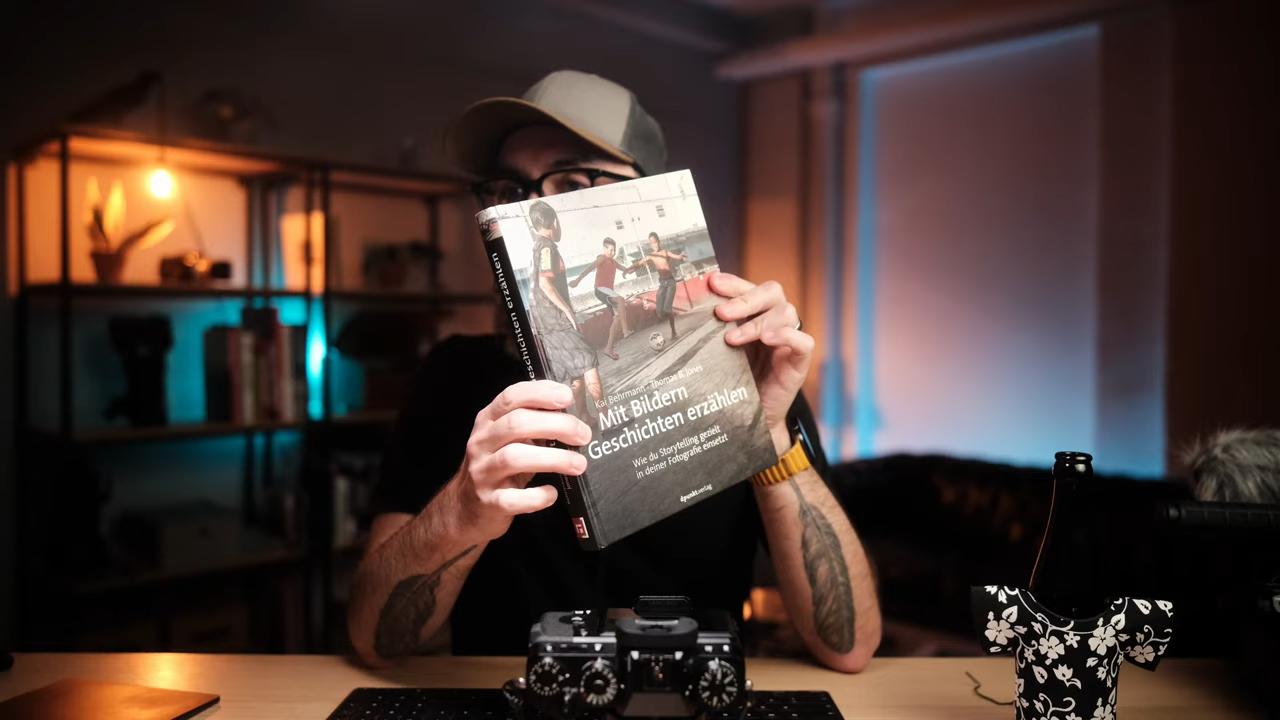 Geschichten erzählen
Kai Behrmann · Thomas B. Jones
Mit Bildern
Geschichten erzählen
Wie du Storytelling gezielt
in deiner Fotografie einsetzt
dpunkt.verlag